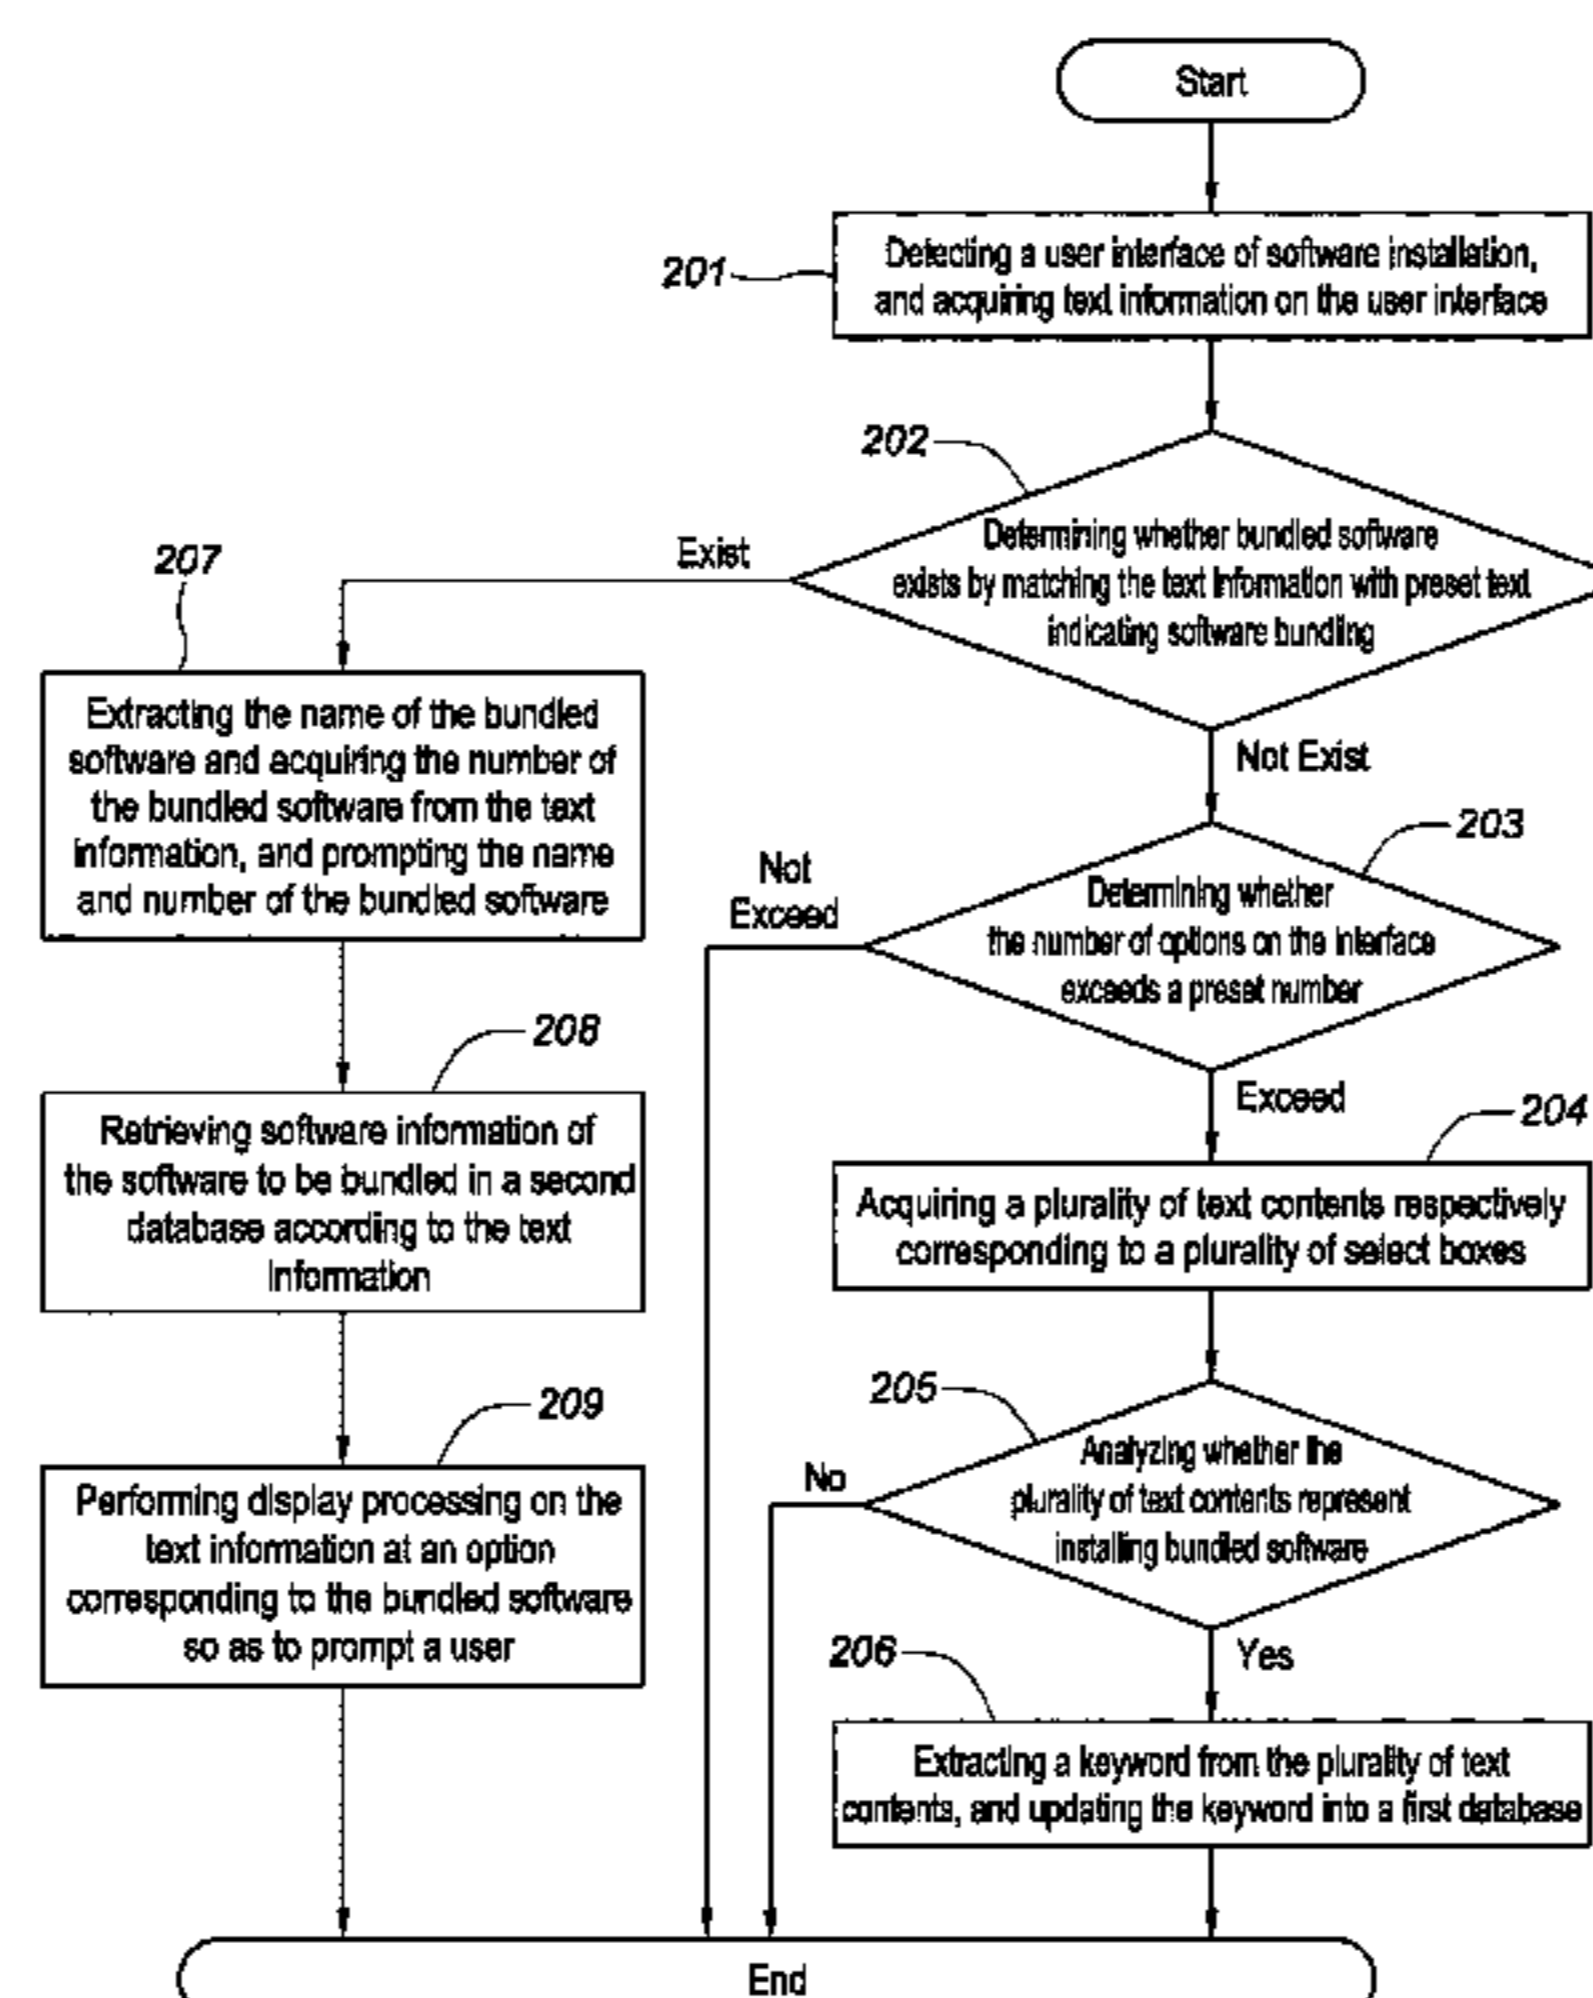 Start
201
Detecting a user interface of software installation,
and acquiring text information on the user interface
202
Determining whether bundled software
exists by matching the text information with preset text
indicating software bundling
Exist
Not Exist
207
Extracting the name of the bundled
software and acquiring the number of
the bundled software from the text
information, and prompting the name
and number of the bundled software
203
Determining whether
the number of options on the interface
exceeds a preset number
Not
Exceed
Exceed
208
Retrieving software information of
the software to be bundled in a second
database according to the text
information
204
Acquiring a plurality of text contents respectively
corresponding to a plurality of select boxes
205
Analyzing whether the
plurality of text contents represent
installing bundled software
No
Yes
209
Performing display processing on the
text information at an option
corresponding to the bundled software
so as to prompt a user
206
Extracting a keyword from the plurality of text
contents, and updating the keyword into a first database
End